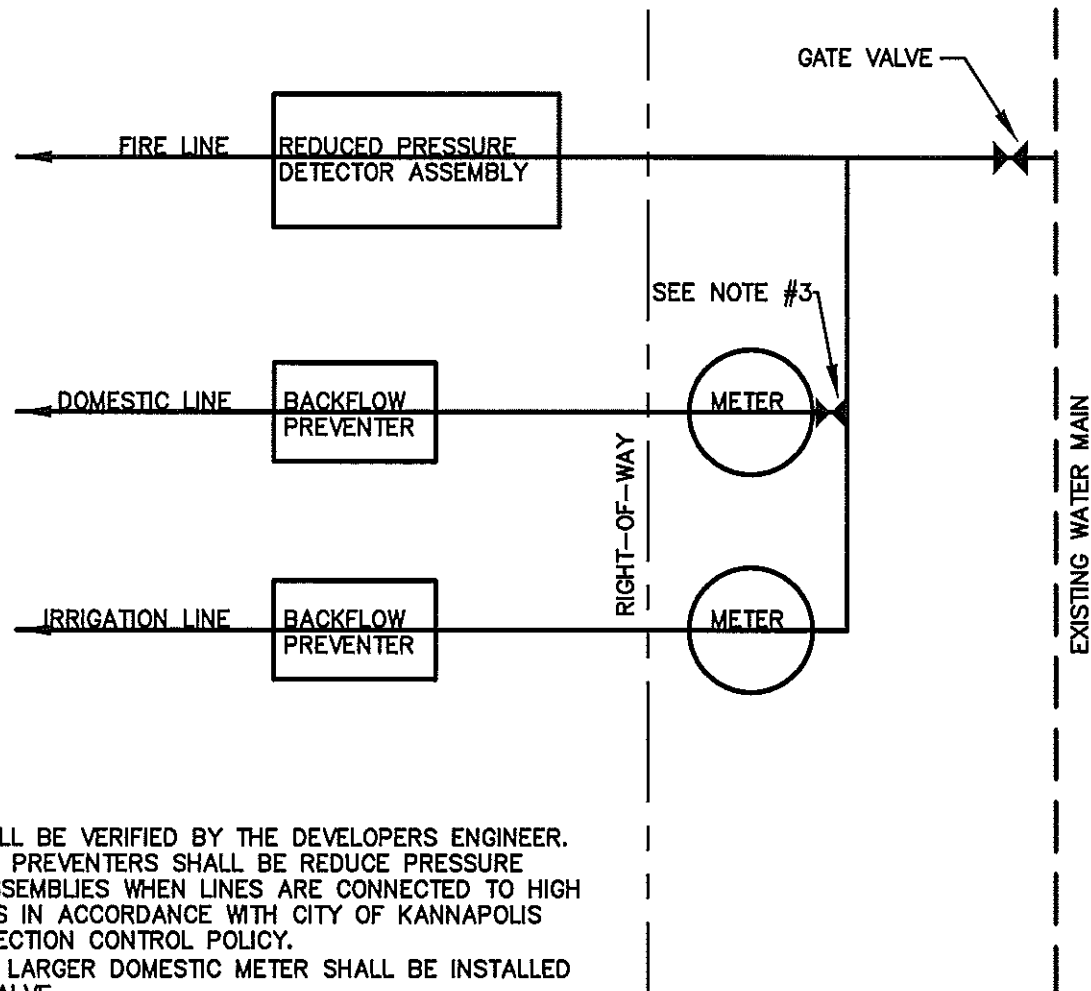 GATE VALVE
FIRE LINE
REDUCED PRESSURE
DETECTOR ASSEMBLY
SEE NOTE #3
DOMESTIC LINE
BACKFLOW
PREVENTER
METER
RIGHT-OF-WAY
EXISTING WATER MAIN
IRRIGATION LINE
BACKFLOW
PREVENTER
METER
BE VERIFIED BY THE DEVELOPERS ENGINEER.
PREVENTERS SHALL BE REDUCE PRESSURE
WHEN LINES ARE CONNECTED TO HIGH
IN ACCORDANCE WITH CITY OF KANNAPOLIS
CONTROL POLICY.
LARGER DOMESTIC METER SHALL BE INSTALLED